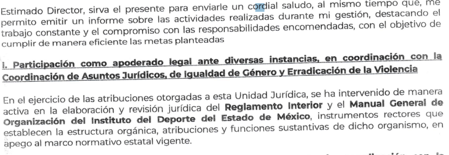 Estimado Director, sirva el presente para enviarle un cordial saludo, al mismo tiempo que, me
permito emitir un informe sobre las actividades realizadas durante mi gestión, destacando el
trabajo constante y el compromiso con las responsabilidades encomendadas, con el objetivo de
cumplir de manera eficiente las metas planteadas
I. Participación como apoderado legal ante diversas instancias, en coordinación con la
Coordinación de Asuntos Jurídicos, de Igualdad de Género y Erradicación de la Violencia
En el ejercicio de las atribuciones otorgadas a esta Unidad Jurídica, se ha intervenido de manera
activa en la elaboración y revisión jurídica del Reglamento Interior y el Manual General de
Organización del Instituto del Deporte del Estado de México, instrumentos rectores que
establecen la estructura orgánica, atribuciones y funciones sustantivas de dicho organismo, en
apego al marco normativo estatal vigente.